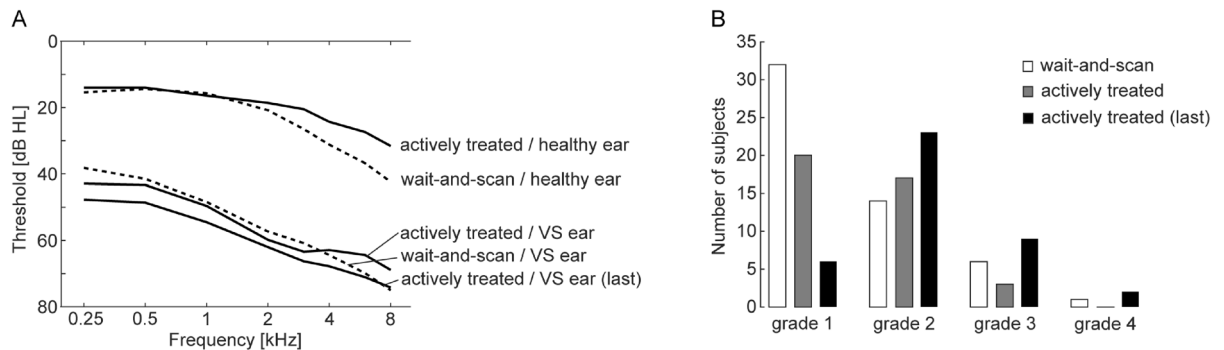 A
0
20
40
60
80
Threshold [dB HL]
0.25 0.5 1 2 4 8
Frequency [kHz]
actively treated / healthy ear
wait-and-scan / healthy ear
actively treated / VS ear
wait-and-scan / VS ear
actively treated / VS ear (last)
B
35
30
25
20
15
10
5
0
Number of subjects
wait-and-scan
actively treated
actively treated (last)
grade 1 grade 2 grade 3 grade 4